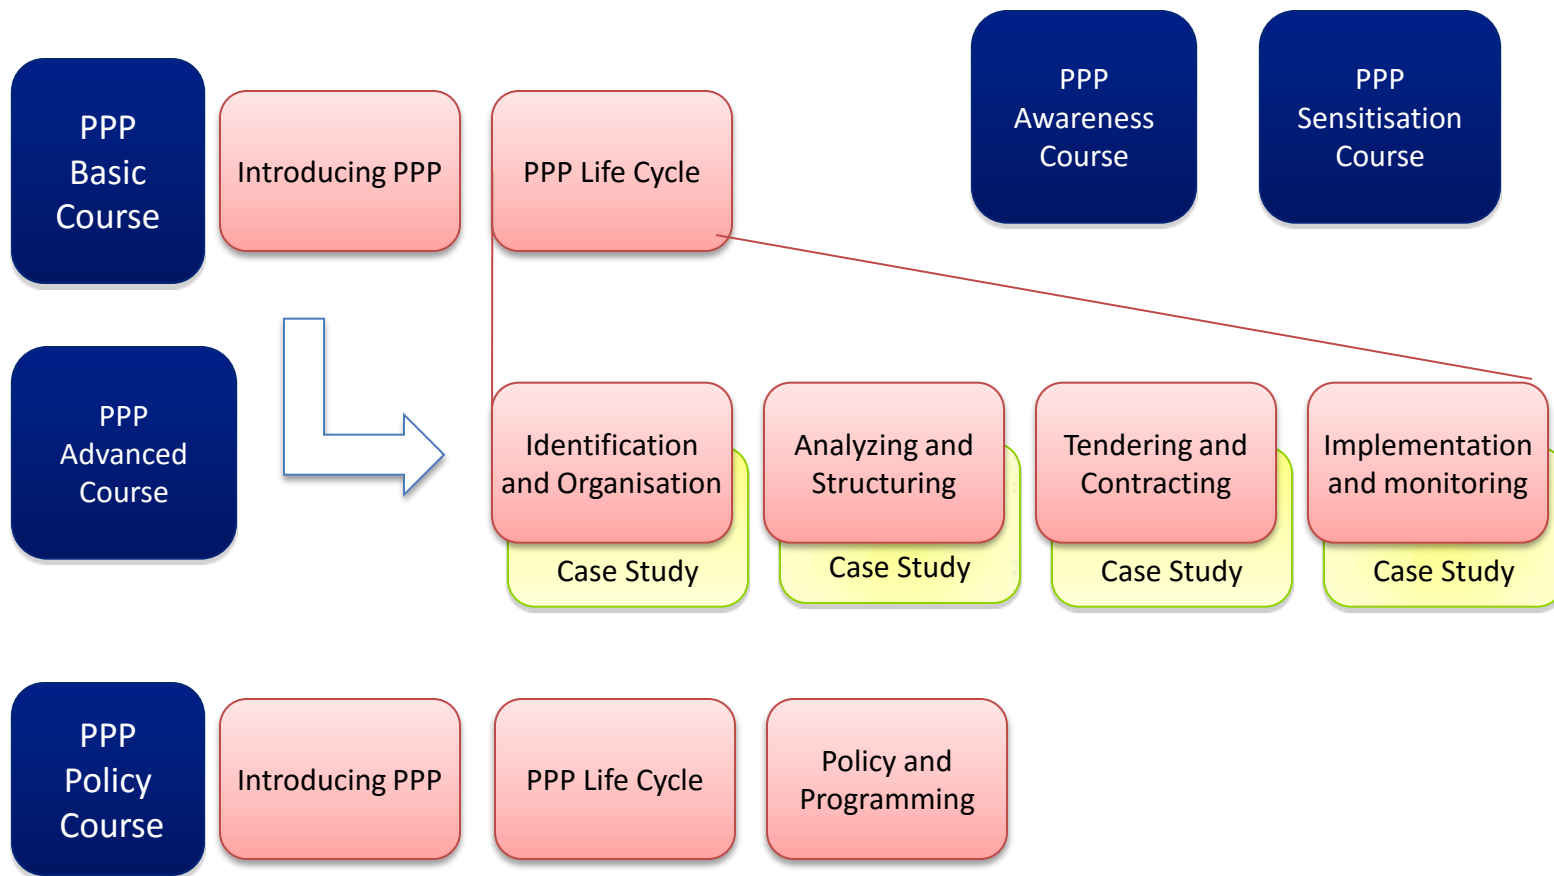 PPP
Basic
Course
Introducing PPP
PPP Life Cycle
PPP
Awareness
Course
PPP
Sensitisation
Course
PPP
Advanced
Course
Identification
and Organisation
Case Study
Analyzing and
Structuring
Case Study
Tendering and
Contracting
Case Study
Implementation
and monitoring
Case Study
PPP
Policy
Course
Introducing PPP
PPP Life Cycle
Policy and
Programming